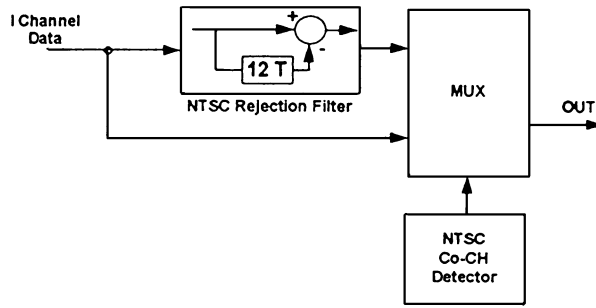 I Channel
Data
+
-
12 T
NTSC Rejection Filter
MUX
OUT
NTSC
Co-CH
Detector